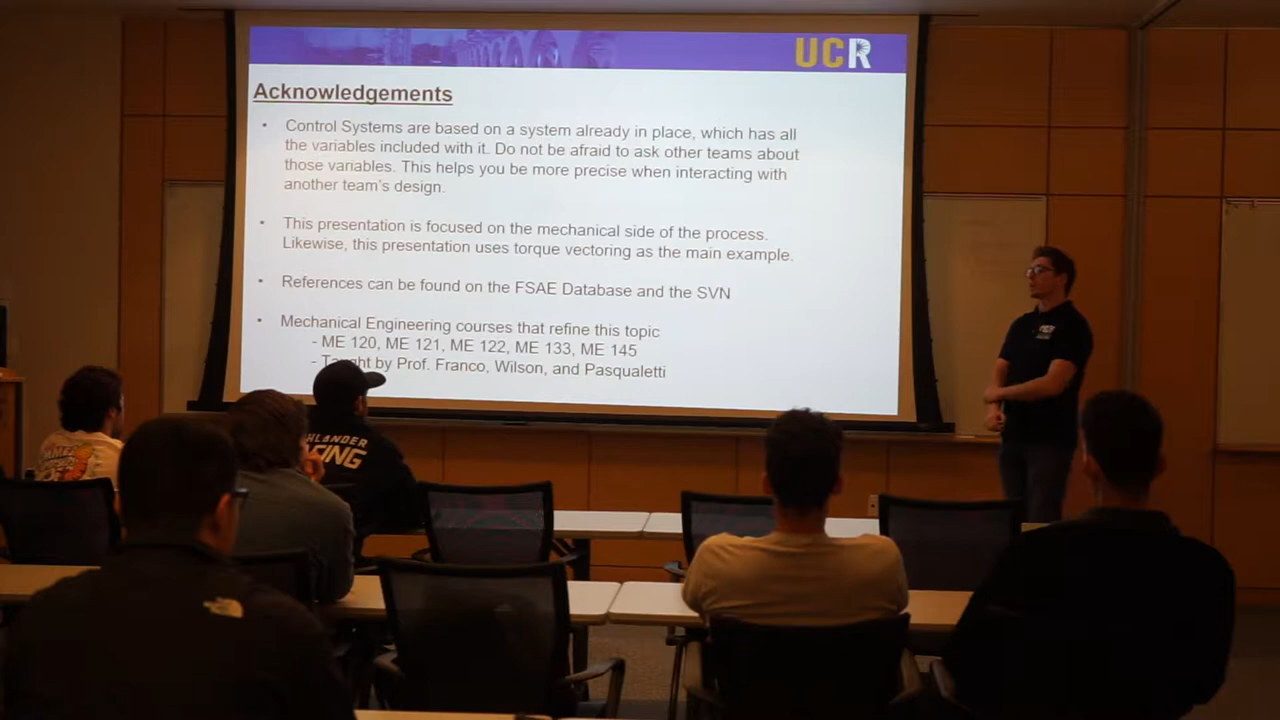 UCR
Acknowledgements
• Control Systems are based on a system already in place, which has all
the variables included with it. Do not be afraid to ask other teams about
those variables. This helps you be more precise when interacting with
another team's design.
• This presentation is focused on the mechanical side of the process.
Likewise, this presentation uses torque vectoring as the main example.
• References can be found on the FSAE Database and the SVN
• Mechanical Engineering courses that refine this topic
- ME 120, ME 121, ME 122, ME 133, ME 145
- Taught by Prof. Franco, Wilson, and Pasqualetti